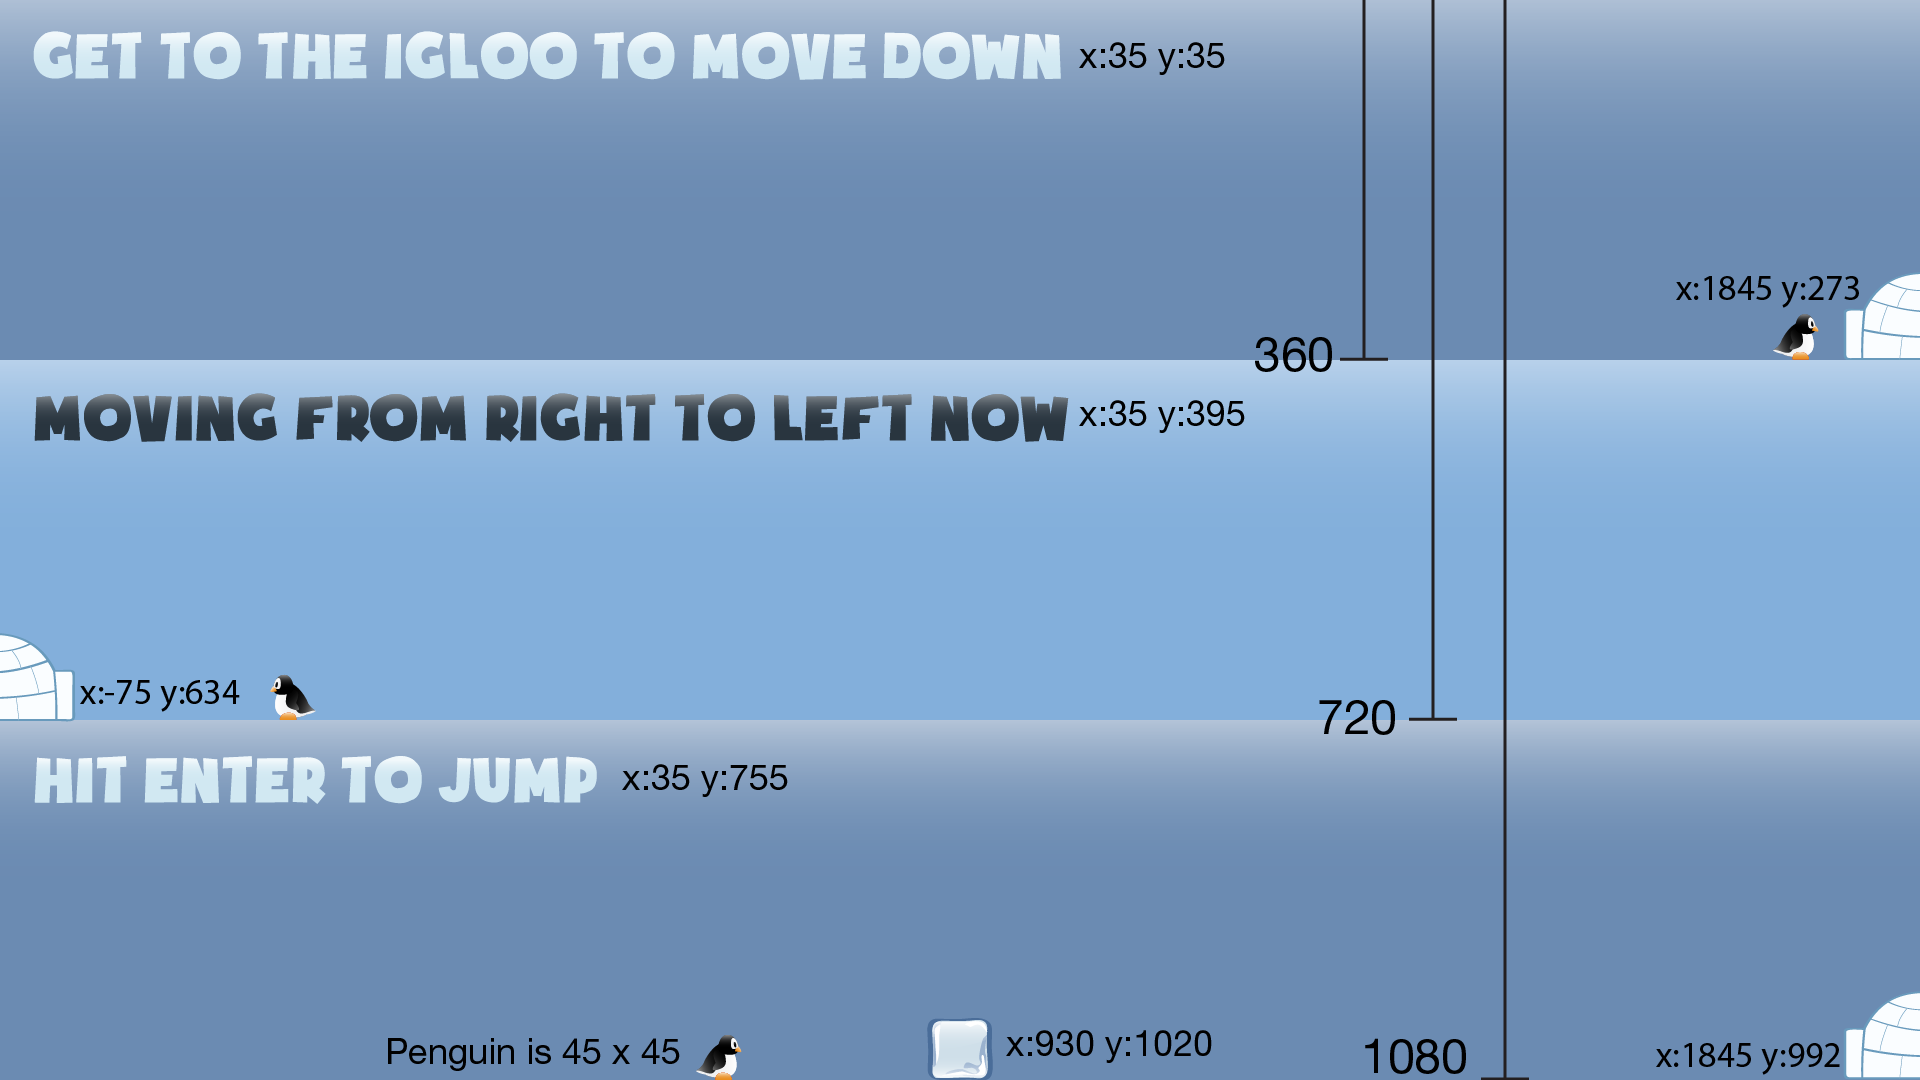 GET TO THE IGLOO TO MOVE DOWN x:35 y:35
x:1845 y:273
360
MOVING FROM RIGHT TO LEFT NOW x:35 y:395
x:-75 y:634
720
HIT ENTER TO JUMP x:35 y:755
Penguin is 45 x 45
x:930 y:1020
1080
x:1845 y:992